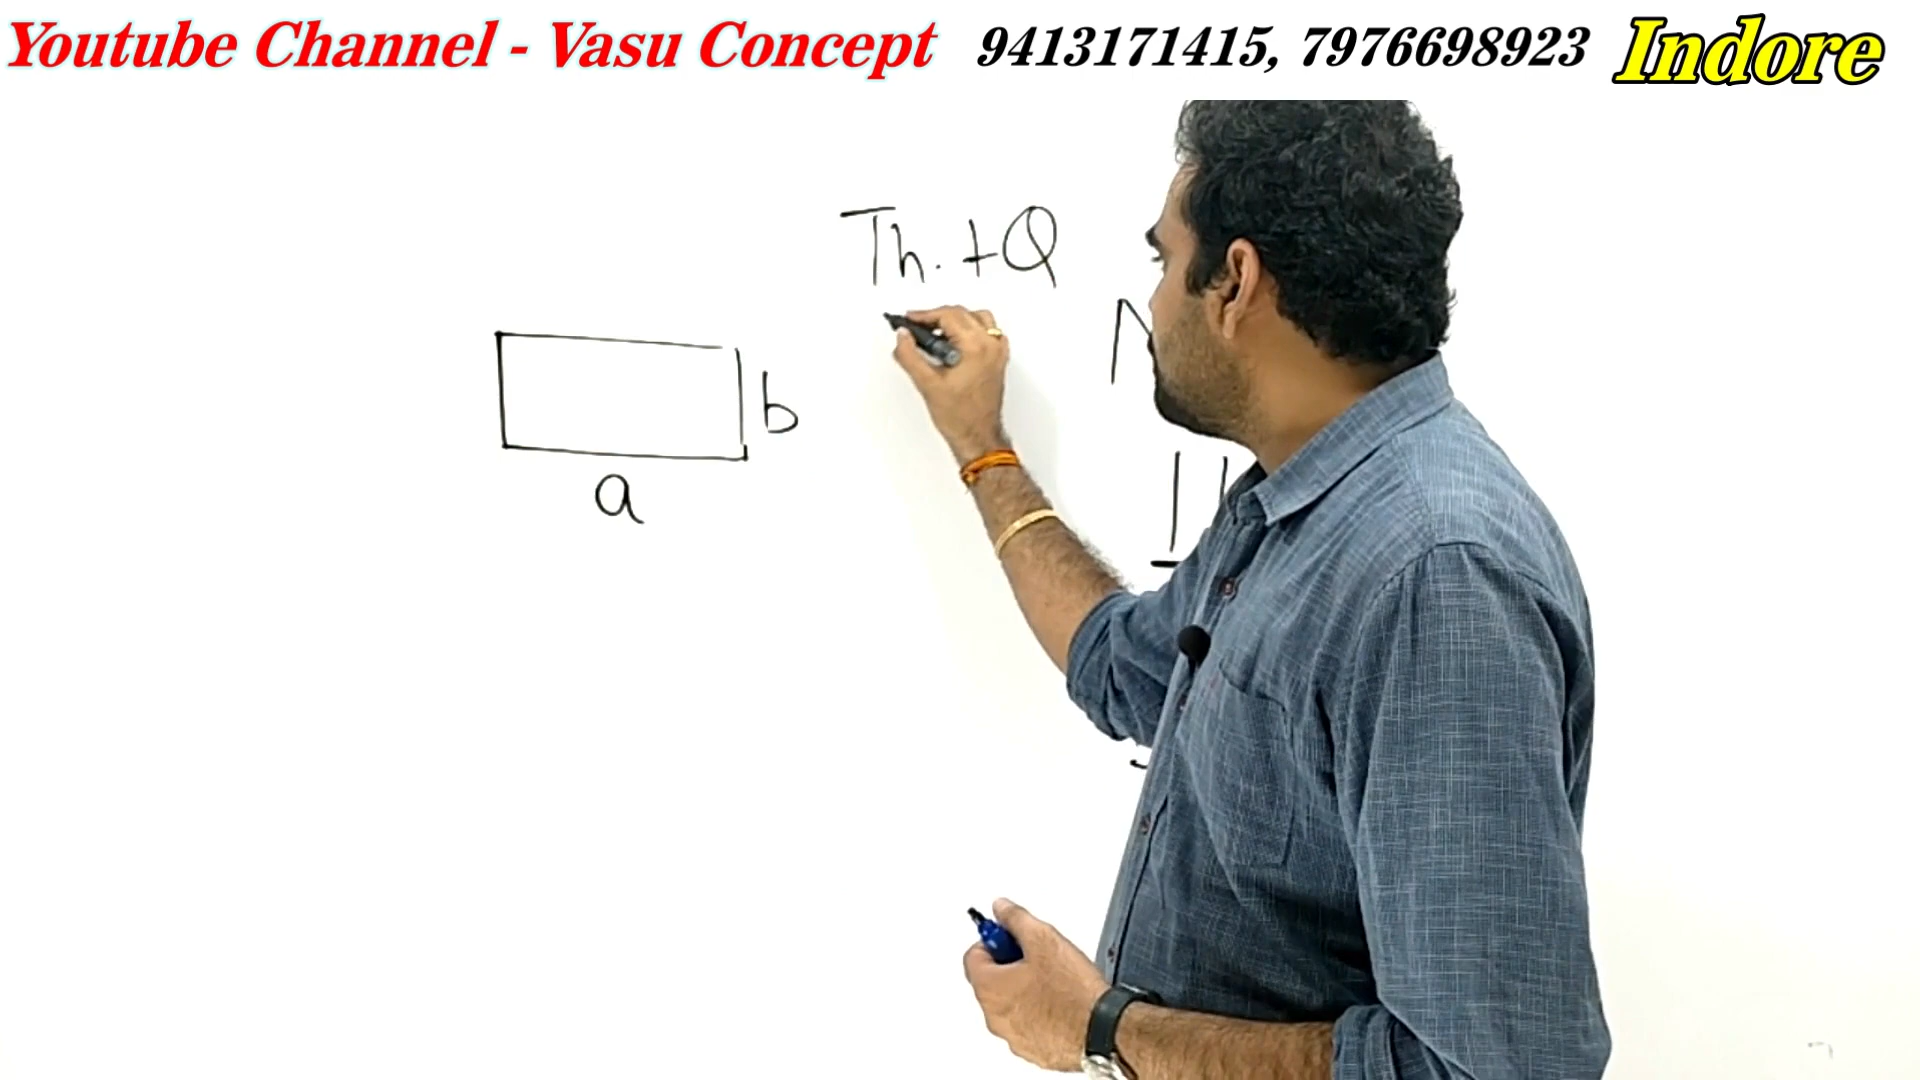 Youtube Channel - Vasu Concept 9413171415, 7976698923 Indore
Th. + Q
b
a